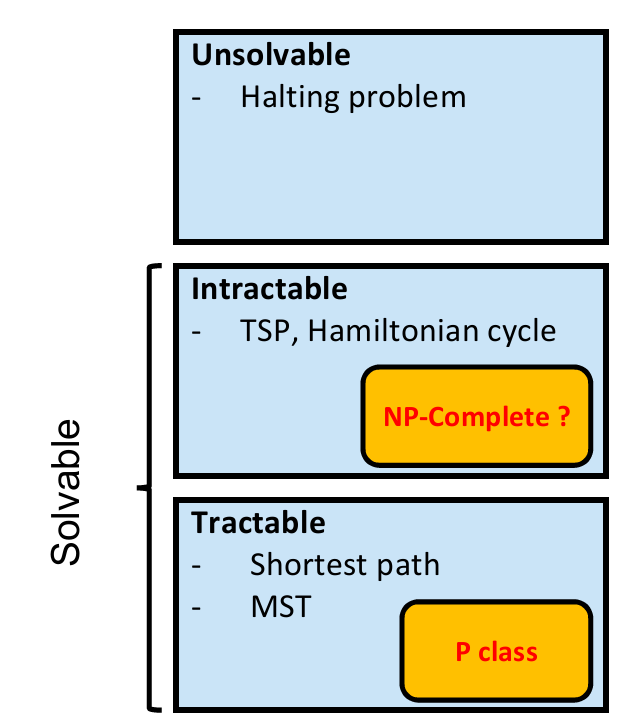 Unsolvable
- Halting problem
Solvable
Intractable
- TSP, Hamiltonian cycle
NP-Complete ?
Tractable
- Shortest path
- MST
P class